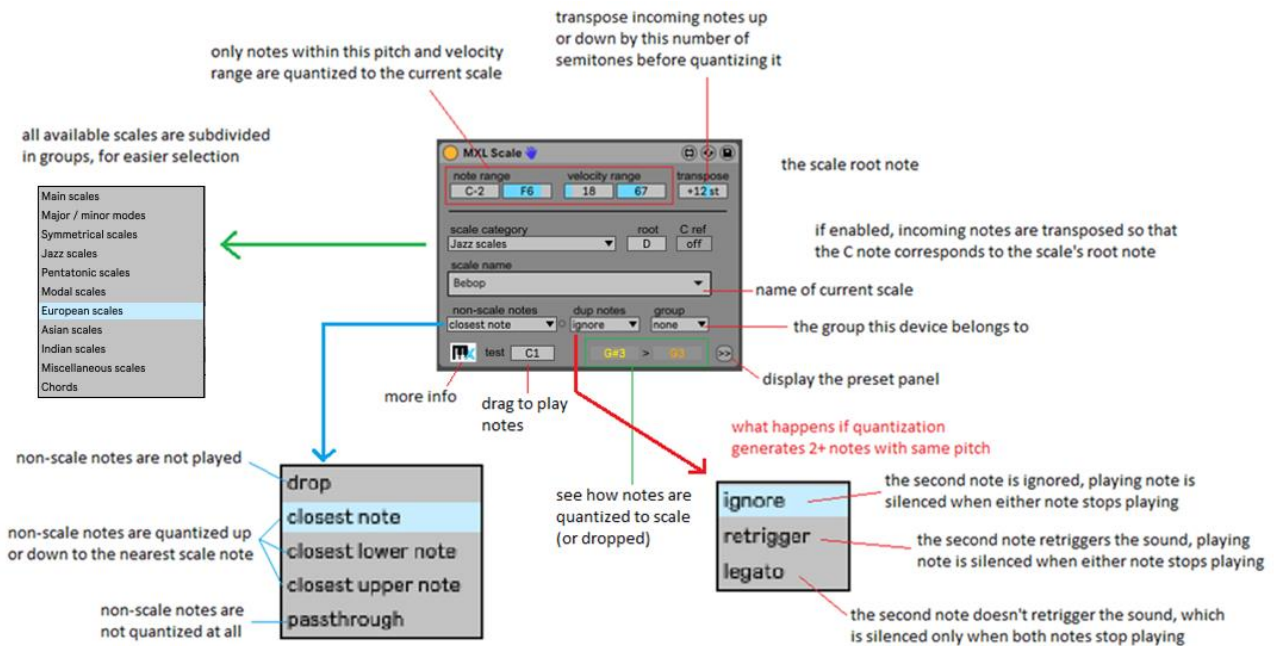 transpose incoming notes up
or down by this number of
semitones before quantizing it
only notes within this pitch and velocity
range are quantized to the current scale
all available scales are subdivided
in groups, for easier selection
Main scales
Major / minor modes
Symmetrical scales
Jazz scales
Pentatonic scales
Modal scales
European scales
Asian scales
Indian scales
Miscellaneous scales
Chords
MXL Scale
note range velocity range transpose
C-2 F6 18 67 +12 st
scale category root C ref
Jazz scales D off
scale name
Bebop
non-scale notes dup notes group
closest note ignore none
test C1 G#3 > G3 >>
the scale root note
if enabled, incoming notes are transposed so that
the C note corresponds to the scale's root note
name of current scale
the group this device belongs to
display the preset panel
more info
drag to play
notes
see how notes are
quantized to scale
(or dropped)
what happens if quantization
generates 2+ notes with same pitch
non-scale notes are not played
non-scale notes are quantized up
or down to the nearest scale note
non-scale notes are
not quantized at all
drop
closest note
closest lower note
closest upper note
passthrough
ignore
retrigger
legato
the second note is ignored, playing note is
silenced when either note stops playing
the second note retriggers the sound, playing
note is silenced when either note stops playing
the second note doesn't retrigger the sound, which
is silenced only when both notes stop playing